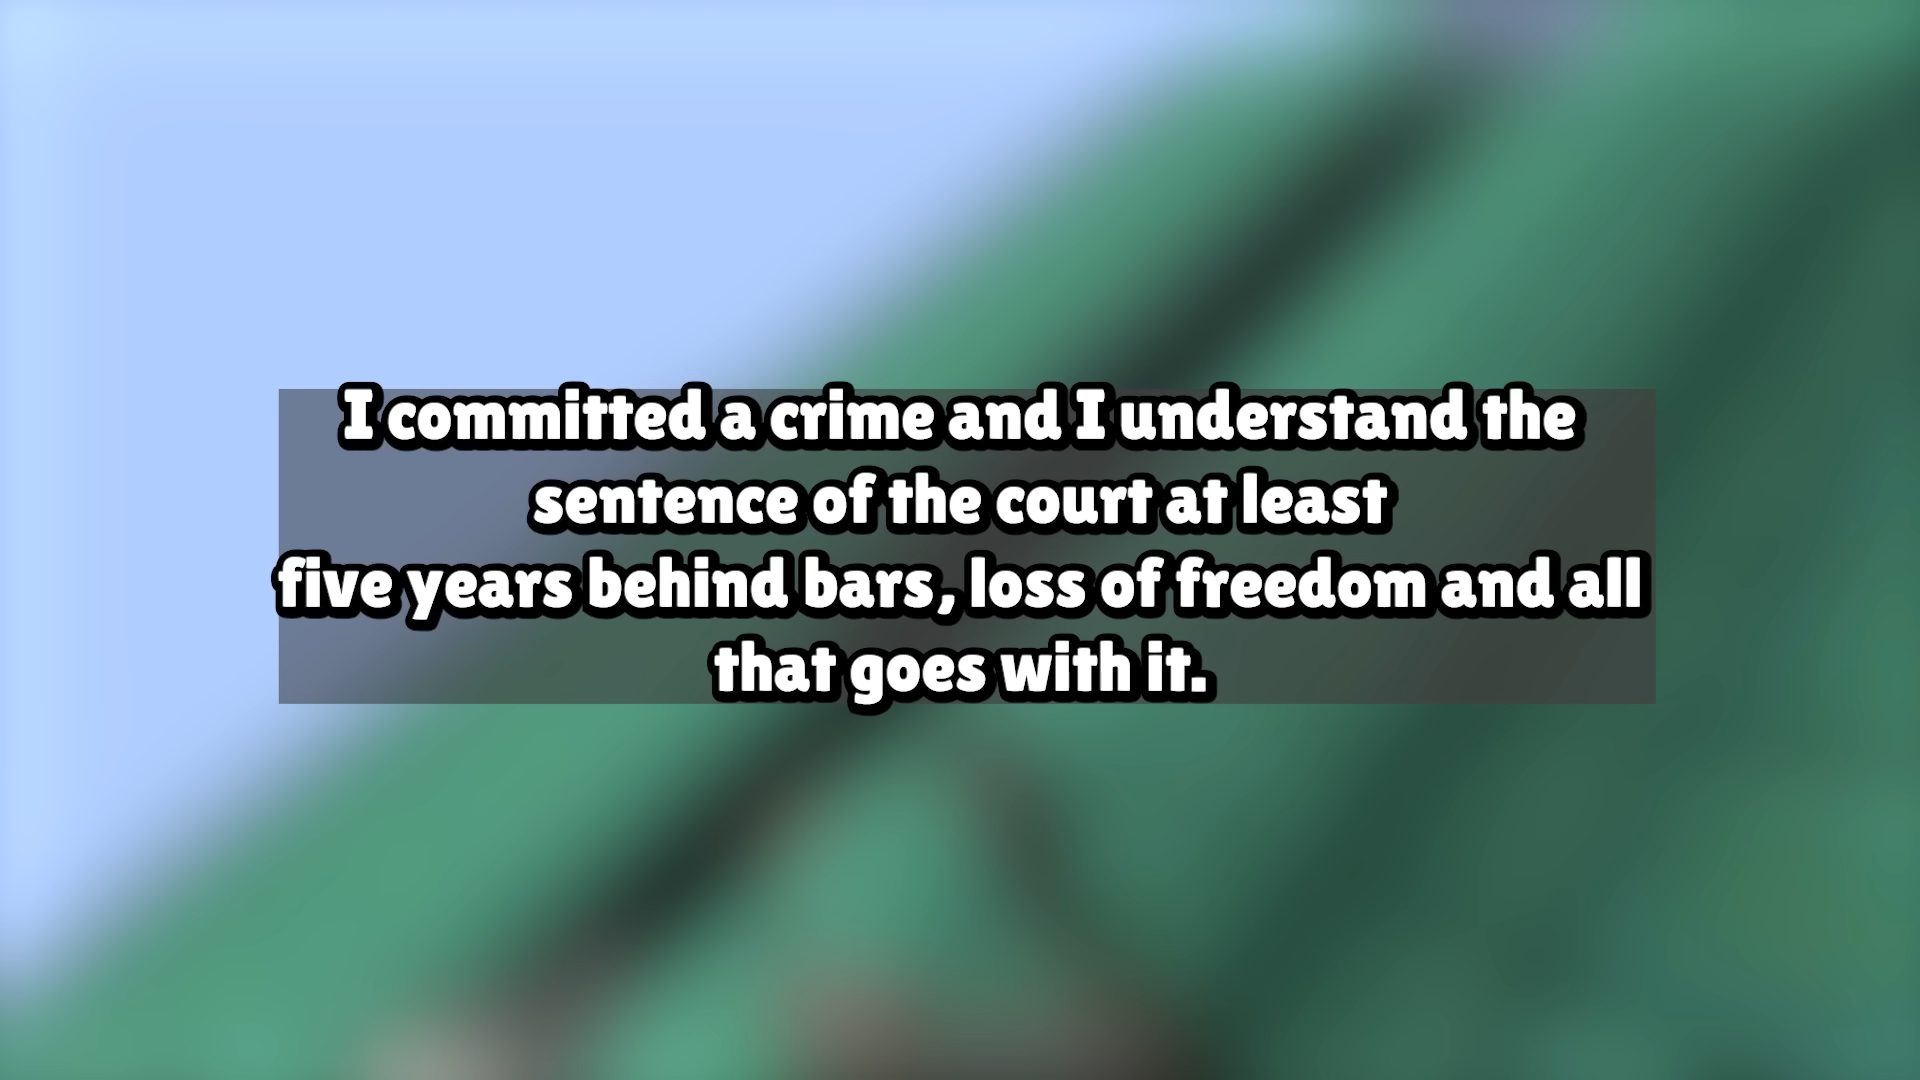 I committed a crime and I understand the
sentence of the court at least
five years behind bars, loss of freedom and all
that goes with it.